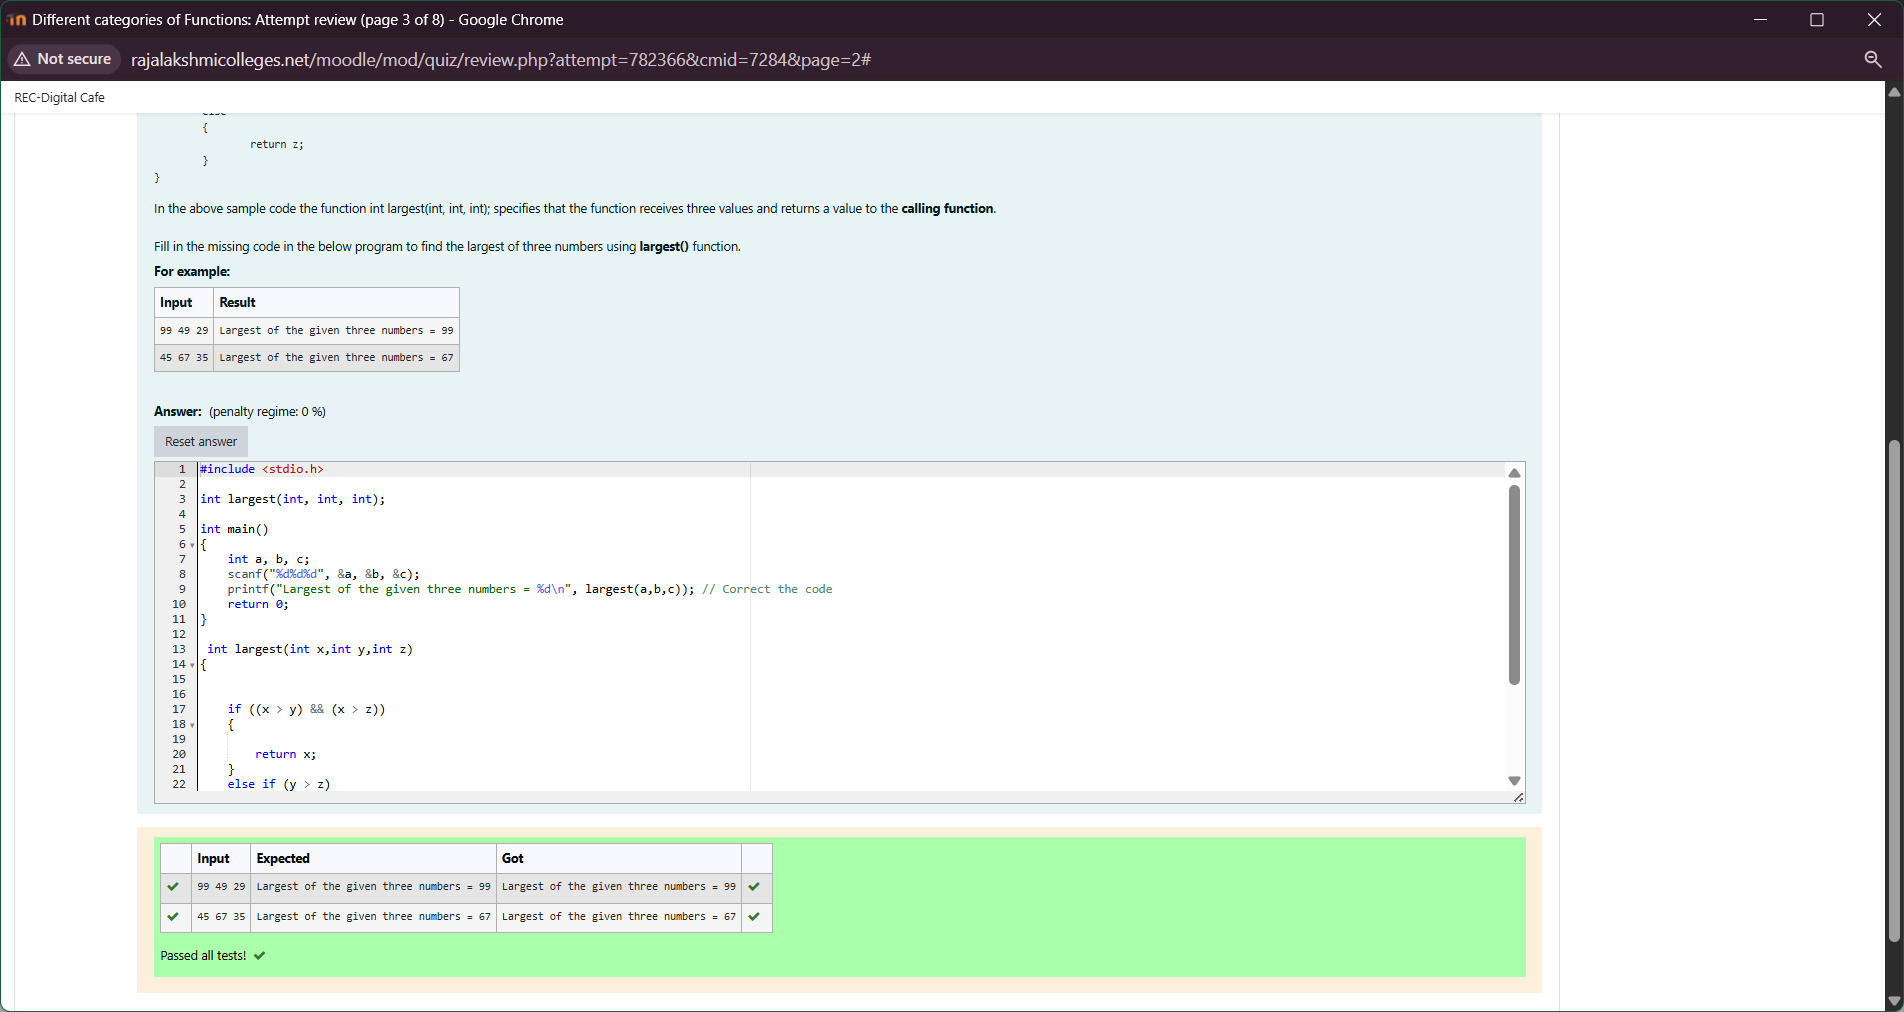 Different categories of Functions: Attempt review (page 3 of 8) - Google Chrome
Not secure
rajalakshmicolleges.net/moodle/mod/quiz/review.php?attempt=782366&cmid=7284&page=2#
REC-Digital Cafe
else
{
return z;
}
}
In the above sample code the function int largest(int, int, int); specifies that the function receives three values and returns a value to the calling function.
Fill in the missing code in the below program to find the largest of three numbers using largest() function.
For example:
Input Result
99 49 29 Largest of the given three numbers = 99
45 67 35 Largest of the given three numbers = 67
Answer: (penalty regime: 0 %)
Reset answer
1 #include <stdio.h>
2
3 int largest(int, int, int);
4
5 int main()
6 {
7 int a, b, c;
8 scanf("%d%d%d", &a, &b, &c);
9 printf("Largest of the given three numbers = %d\n", largest(a,b,c)); // Correct the code
10 return 0;
11 }
12
13 int largest(int x,int y,int z)
14 {
15
16
17 if ((x > y) && (x > z))
18 {
19
20 return x;
21 }
22 else if (y > z)
Input Expected Got
99 49 29 Largest of the given three numbers = 99 Largest of the given three numbers = 99
45 67 35 Largest of the given three numbers = 67 Largest of the given three numbers = 67
Passed all tests!